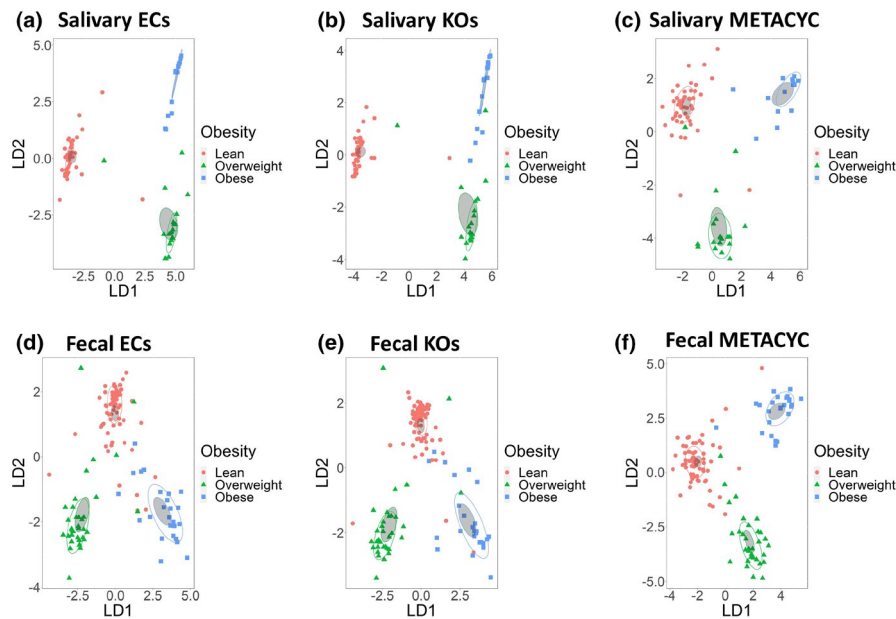 (a) Salivary ECs
5.0
2.5
0.0
-2.5
LD2
-2.5 0.0 2.5 5.0
LD1
Obesity
Lean
Overweight
Obese
(b) Salivary KOs
4
2
0
-2
-4
LD2
-4 -2 0 2 4 6
LD1
Obesity
Lean
Overweight
Obese
(c) Salivary METACYC
2
0
-2
-4
LD2
-2 0 2 4 6
LD1
Obesity
Lean
Overweight
Obese
(d) Fecal ECs
2
0
-2
-4
LD2
-2.5 0.0 2.5 5.0
LD1
Obesity
Lean
Overweight
Obese
(e) Fecal KOs
2
0
-2
LD2
-2.5 0.0 2.5
LD1
Obesity
Lean
Overweight
Obese
(f) Fecal METACYC
5.0
2.5
0.0
-2.5
-5.0
LD2
-4 -2 0 2 4
LD1
Obesity
Lean
Overweight
Obese